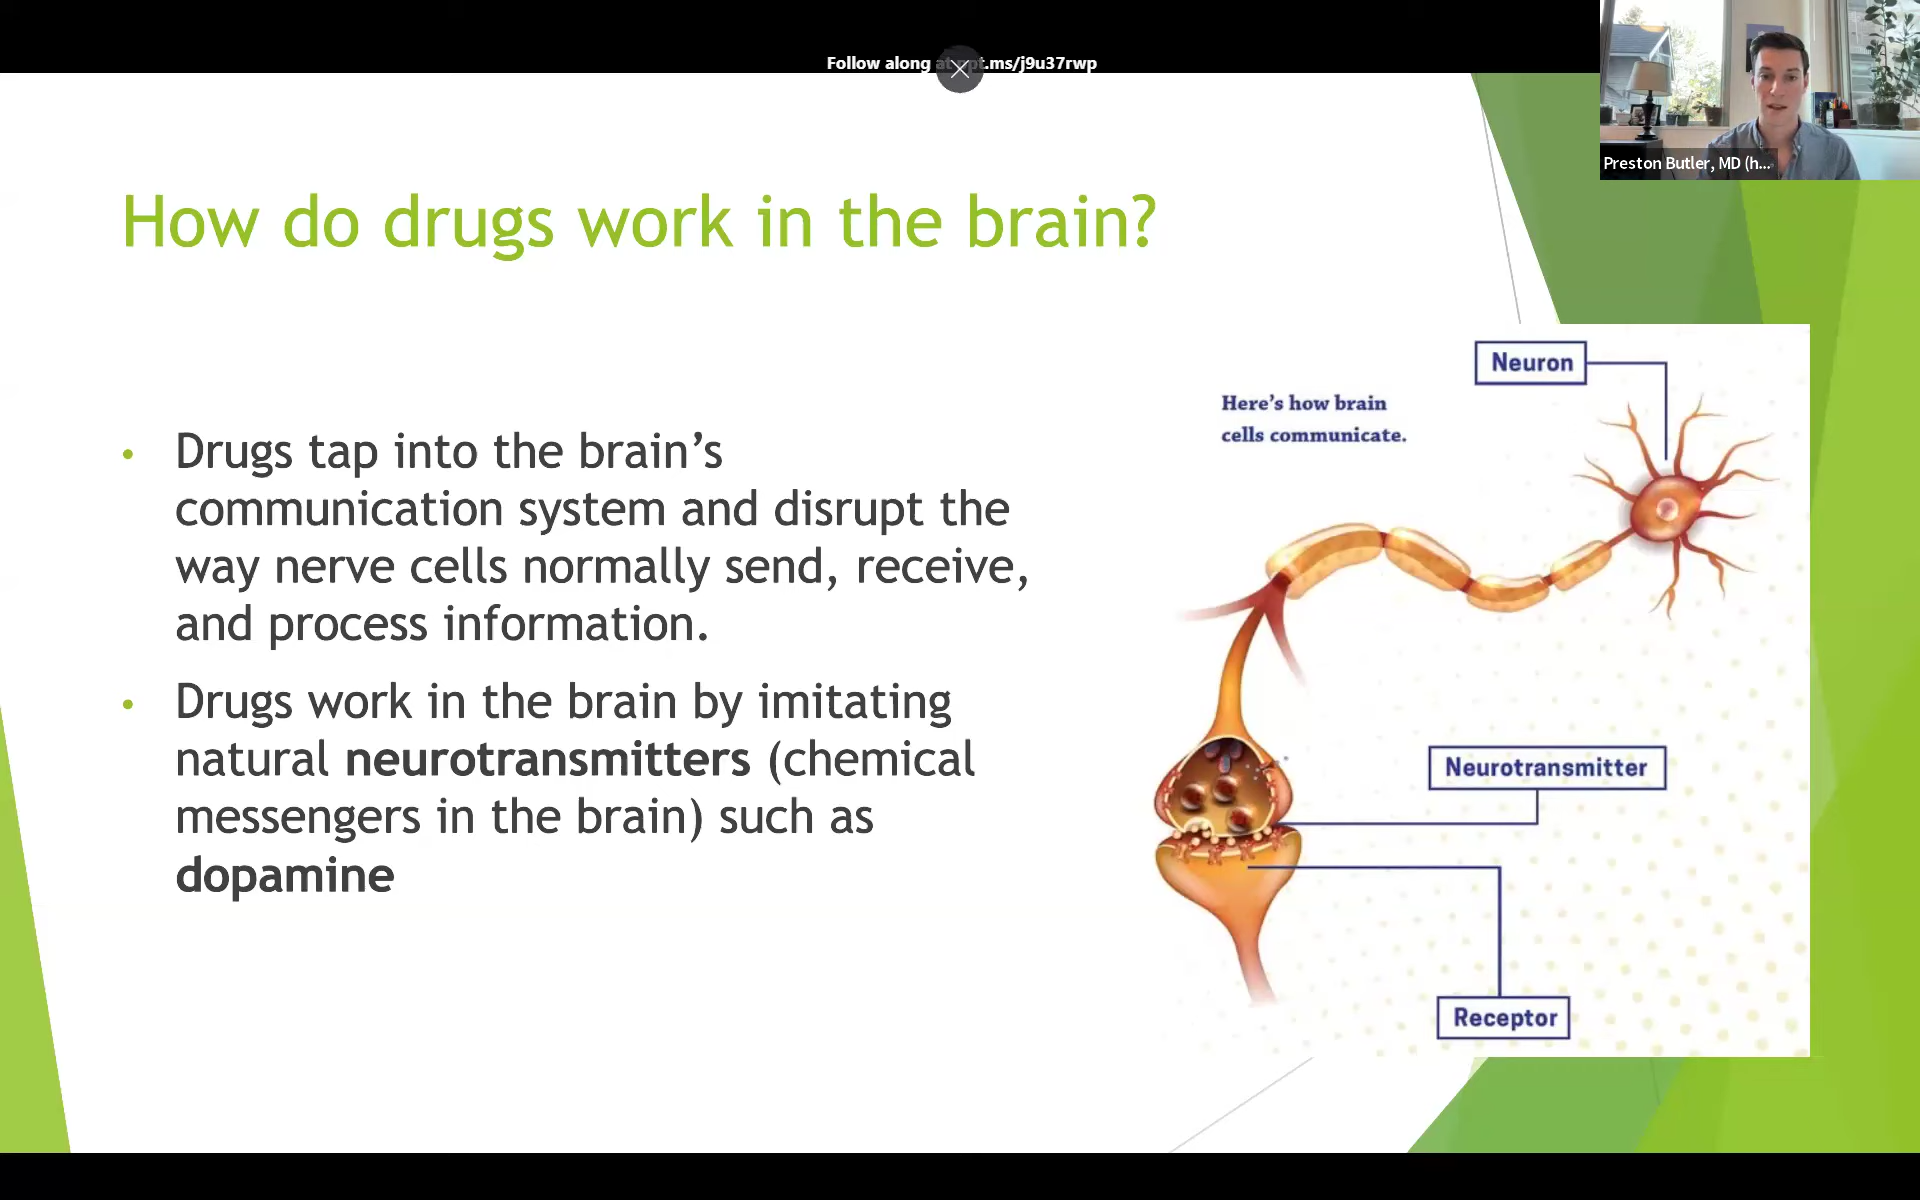 Follow along at ppt.ms/j9u37rwp
Preston Butler, MD (h...
How do drugs work in the brain?
• Drugs tap into the brain’s
communication system and disrupt the
way nerve cells normally send, receive,
and process information.
• Drugs work in the brain by imitating
natural neurotransmitters (chemical
messengers in the brain) such as
dopamine
Neuron
Here’s how brain
cells communicate.
Neurotransmitter
Receptor